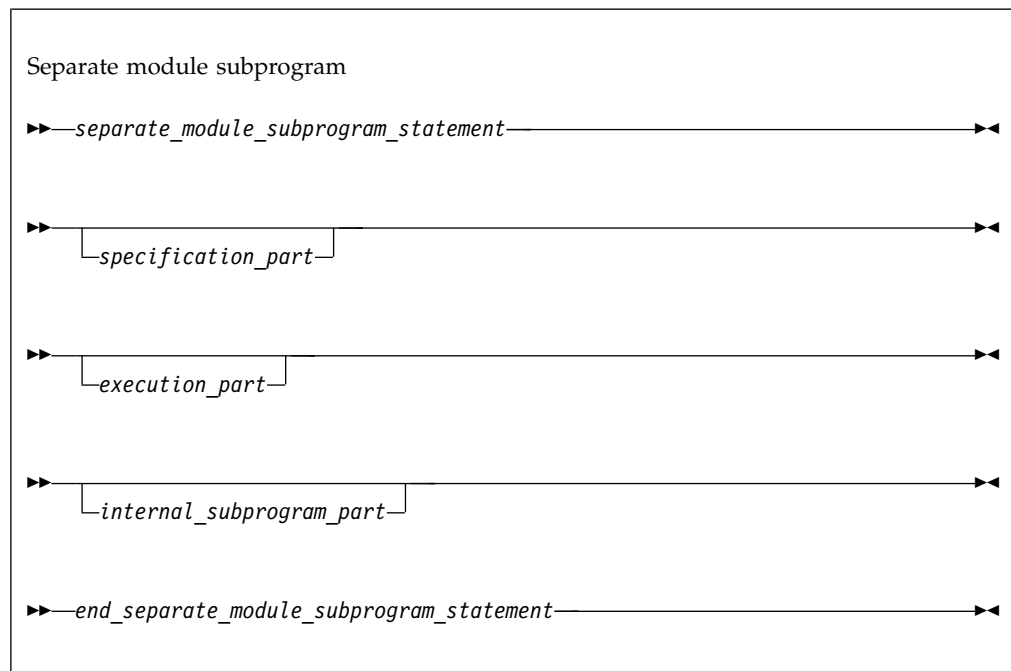 Separate module subprogram
separate_module_subprogram_statement
specification_part
execution_part
internal_subprogram_part
end_separate_module_subprogram_statement